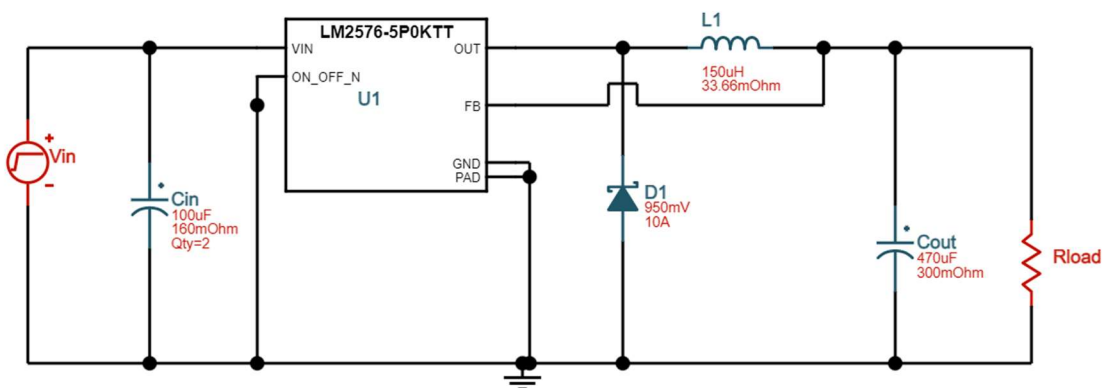 LM2576-5P0KTT
VIN
OUT
ON_OFF_N
U1
FB
GND
PAD
L1
150uH
33.66mOhm
+
Vin
-
Cin
100uF
160mOhm
Qty=2
D1
950mV
10A
Cout
470uF
300mOhm
Rload